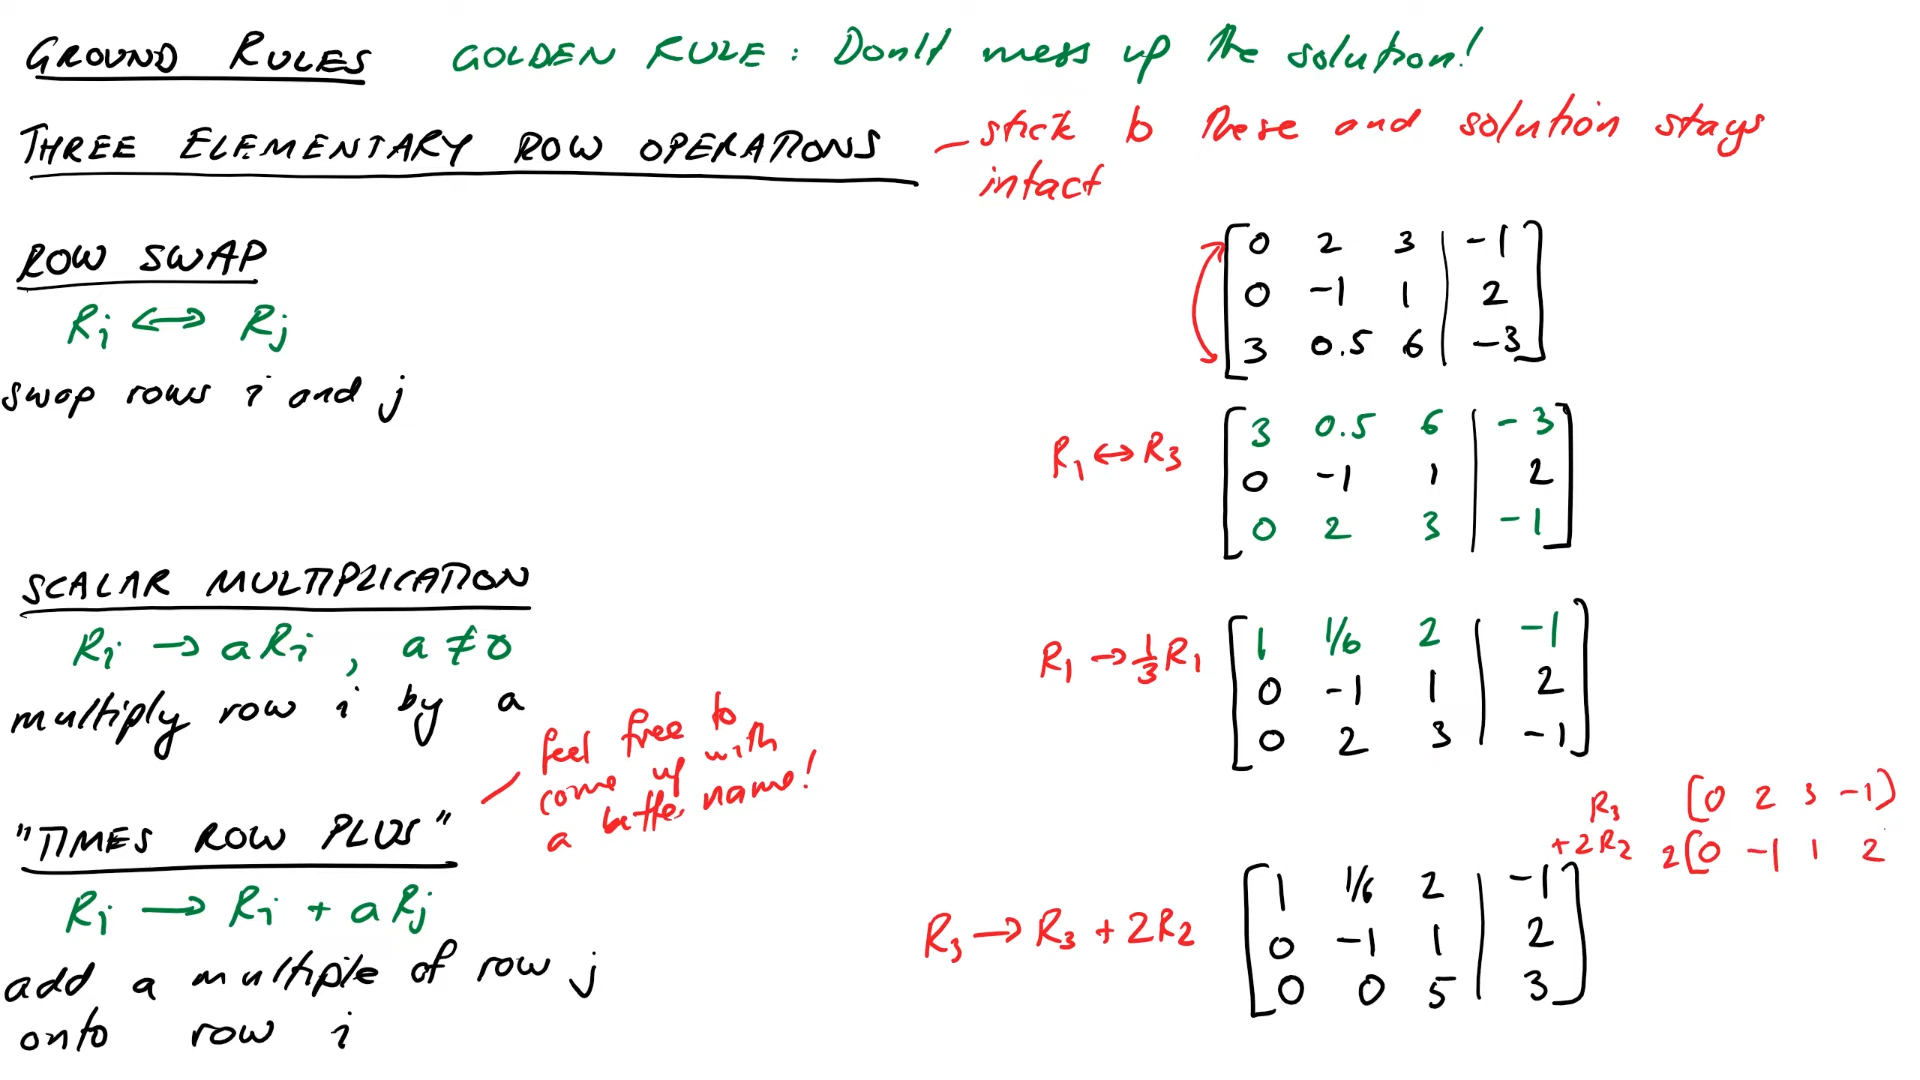 GROUND RULES GOLDEN RULE : Don't mess up the solution!
THREE ELEMENTARY ROW OPERATIONS – stick to these and solution stays
intact
ROW SWAP
Ri ↔ Rj
swap rows i and j
[0 2 3 | -1]
[0 -1 1 | 2]
[3 0.5 6 | -3]
R1 ↔ R3
[3 0.5 6 | -3]
[0 -1 1 | 2]
[0 2 3 | -1]
SCALAR MULTIPLICATION
Ri → aRi , a ≠ 0
multiply row i by a
R1 → 1/3 R1
[1 1/6 2 | -1]
[0 -1 1 | 2]
[0 2 3 | -1]
"TIMES ROW PLUS"
feel free to
come up with
a better name!
Ri → Ri + aRj
add a multiple of row j
onto row i
R3 (0 2 3 -1)
+2R2 2(0 -1 1 2
R3 → R3 + 2R2
[1 1/6 2 | -1]
[0 -1 1 | 2]
[0 0 5 | 3]